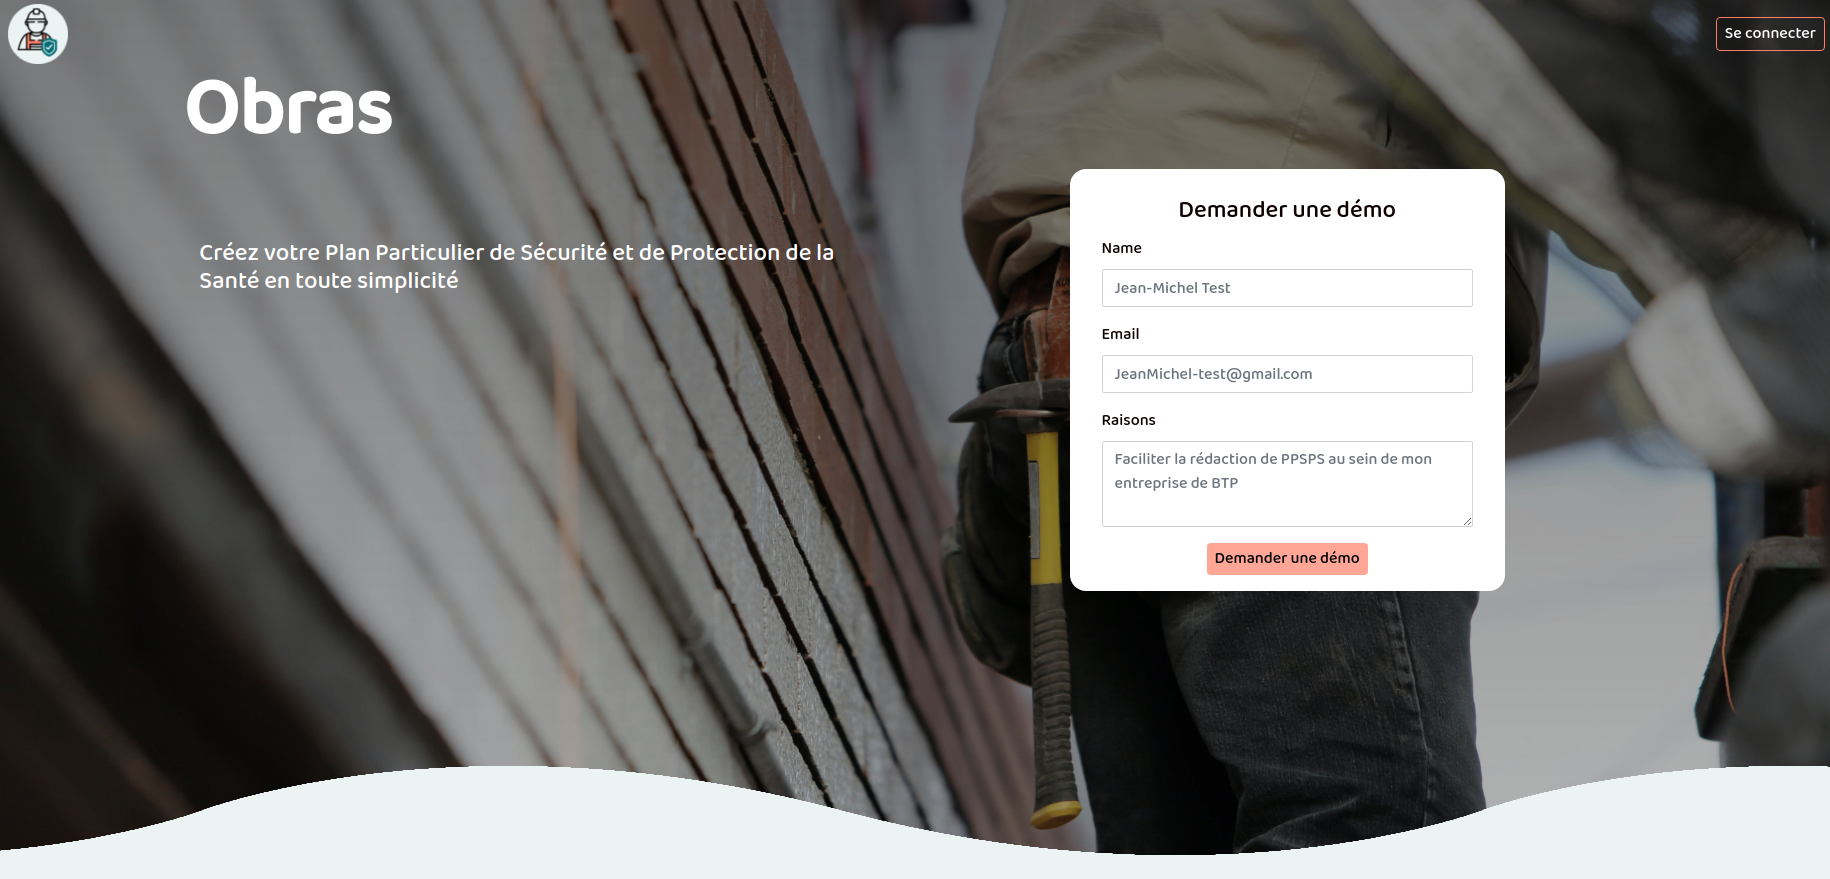 Se connecter
Obras
Créez votre Plan Particulier de Sécurité et de Protection de la
Santé en toute simplicité
Demander une démo
Name
Jean-Michel Test
Email
JeanMichel-test@gmail.com
Raisons
Faciliter la rédaction de PPSPS au sein de mon
entreprise de BTP
Demander une démo